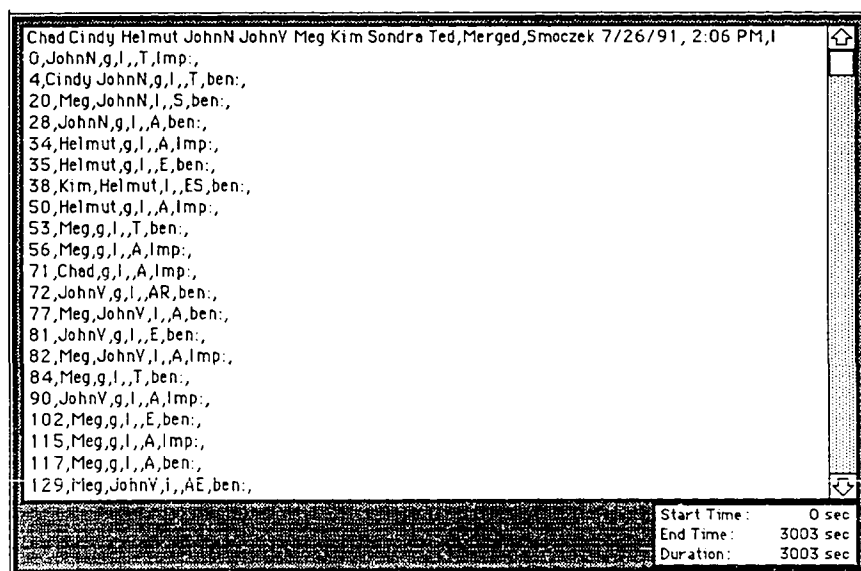 Chad Cindy Helmut JohnN JohnV Meg Kim Sondra Ted,Merged,Smoczek 7/26/91, 2:06 PM,I
0,JohnN,g,I,,T,Imp:,
4,Cindy JohnN,g,I,,T,ben:,
20,Meg,JohnN,I,,S,ben:,
28,JohnN,g,I,,A,ben:,
34,Helmut,g,I,,A,Imp:,
35,Helmut,g,I,,E,ben:,
38,Kim,Helmut,I,,ES,ben:,
50,Helmut,g,I,,A,Imp:,
53,Meg,g,I,,T,ben:,
56,Meg,g,I,,A,Imp:,
71,Chad,g,I,,A,Imp:,
72,JohnV,g,I,,AR,ben:,
77,Meg,JohnV,I,,A,ben:,
81,JohnV,g,I,,E,ben:,
82,Meg,JohnV,I,,A,Imp:,
84,Meg,g,I,,T,ben:,
90,JohnV,g,I,,A,Imp:,
102,Meg,g,I,,E,ben:,
115,Meg,g,I,,A,Imp:,
117,Meg,g,I,,A,ben:,
129,Meg,JohnV,i,,AE,ben:,
Start Time: 0 sec
End Time: 3003 sec
Duration: 3003 sec